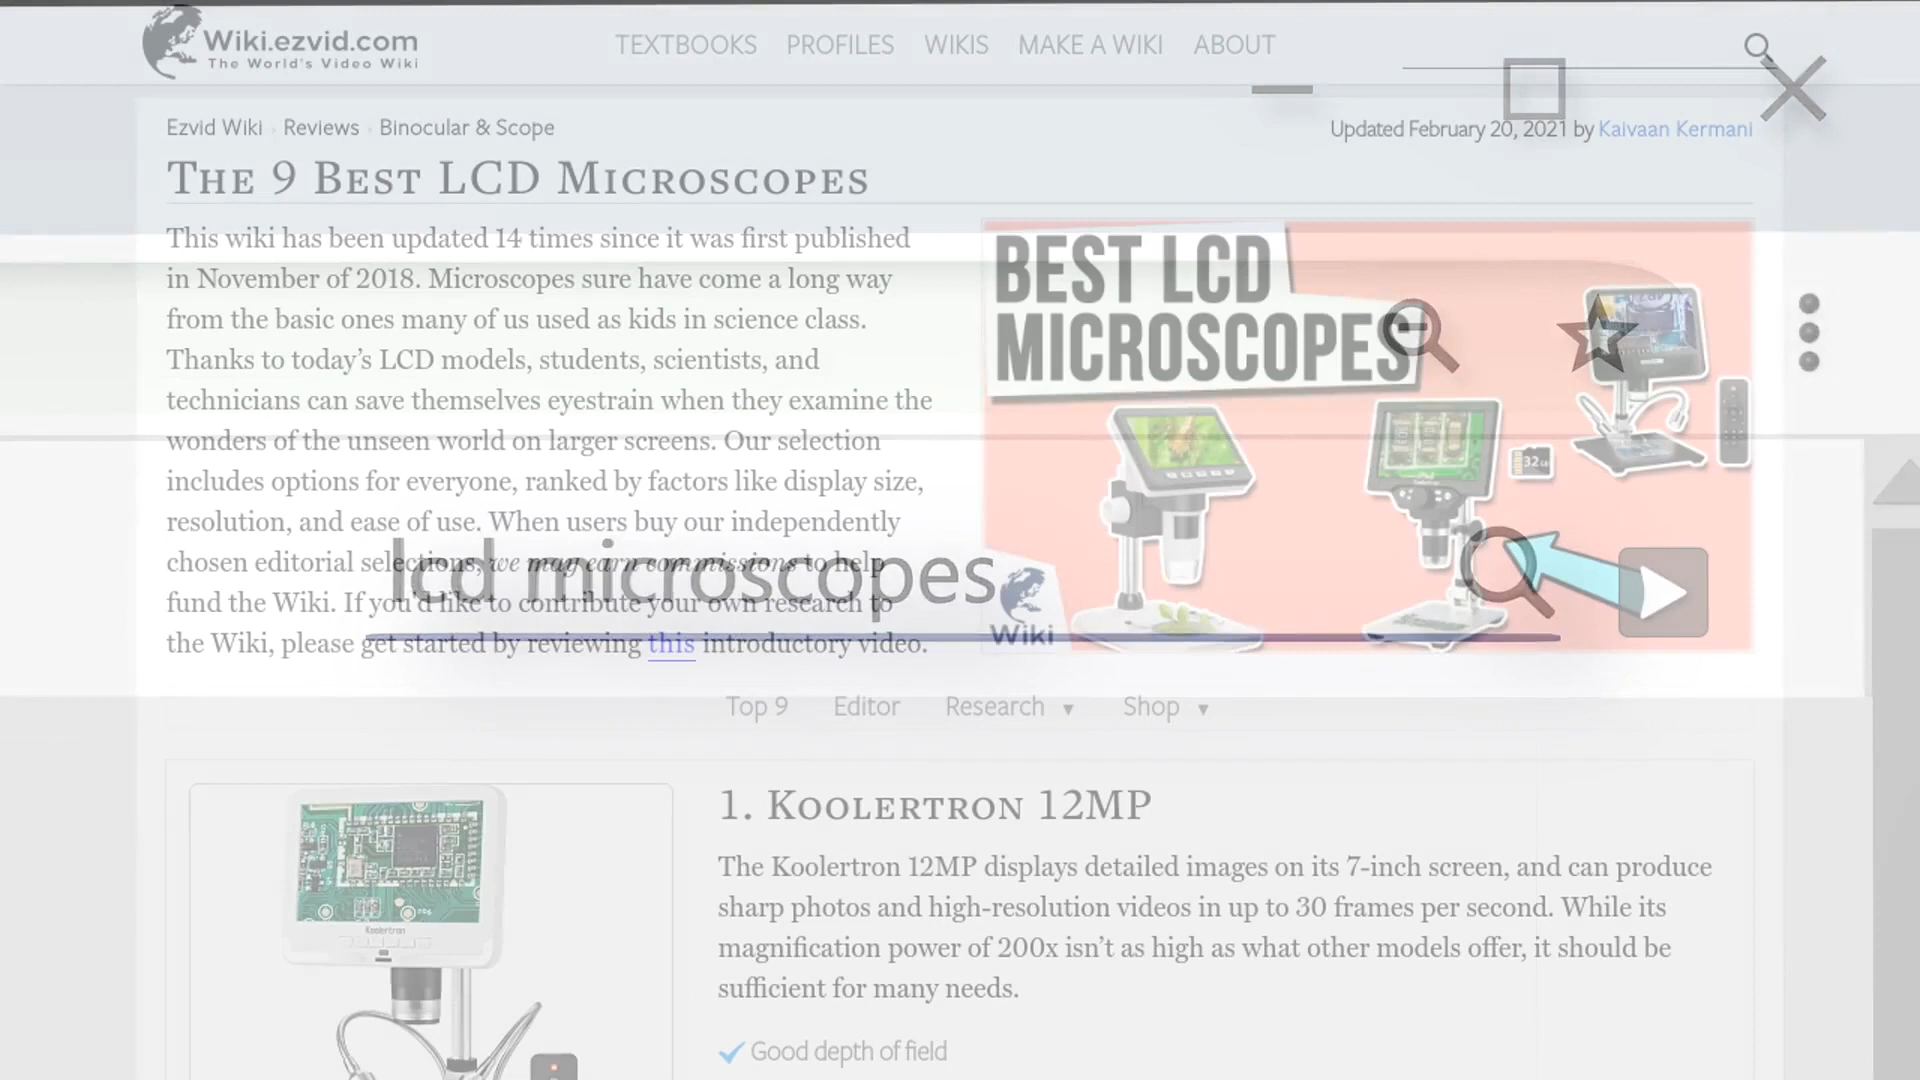 Wiki.ezvid.com
The World's Video Wiki
TEXTBOOKS PROFILES WIKIS MAKE A WIKI ABOUT
Ezvid Wiki Reviews Binocular & Scope
Updated February 20, 2021 by Kaivaan Kermani
The 9 Best LCD Microscopes
This wiki has been updated 14 times since it was first published
in November of 2018. Microscopes sure have come a long way
from the basic ones many of us used as kids in science class.
Thanks to today's LCD models, students, scientists, and
technicians can save themselves eyestrain when they examine the
wonders of the unseen world on larger screens. Our selection
includes options for everyone, ranked by factors like display size,
resolution, and ease of use. When users buy our independently
chosen editorial selections, we may earn commissions to help
fund the Wiki. If you'd like to contribute your own research to
the Wiki, please get started by reviewing this introductory video.
BEST LCD
MICROSCOPES
32GB
Wiki
lcd microscopes
Top 9 Editor Research ▼ Shop ▼
1. Koolertron 12MP
Koolertron
The Koolertron 12MP displays detailed images on its 7-inch screen, and can produce
sharp photos and high-resolution videos in up to 30 frames per second. While its
magnification power of 200x isn't as high as what other models offer, it should be
sufficient for many needs.
Good depth of field